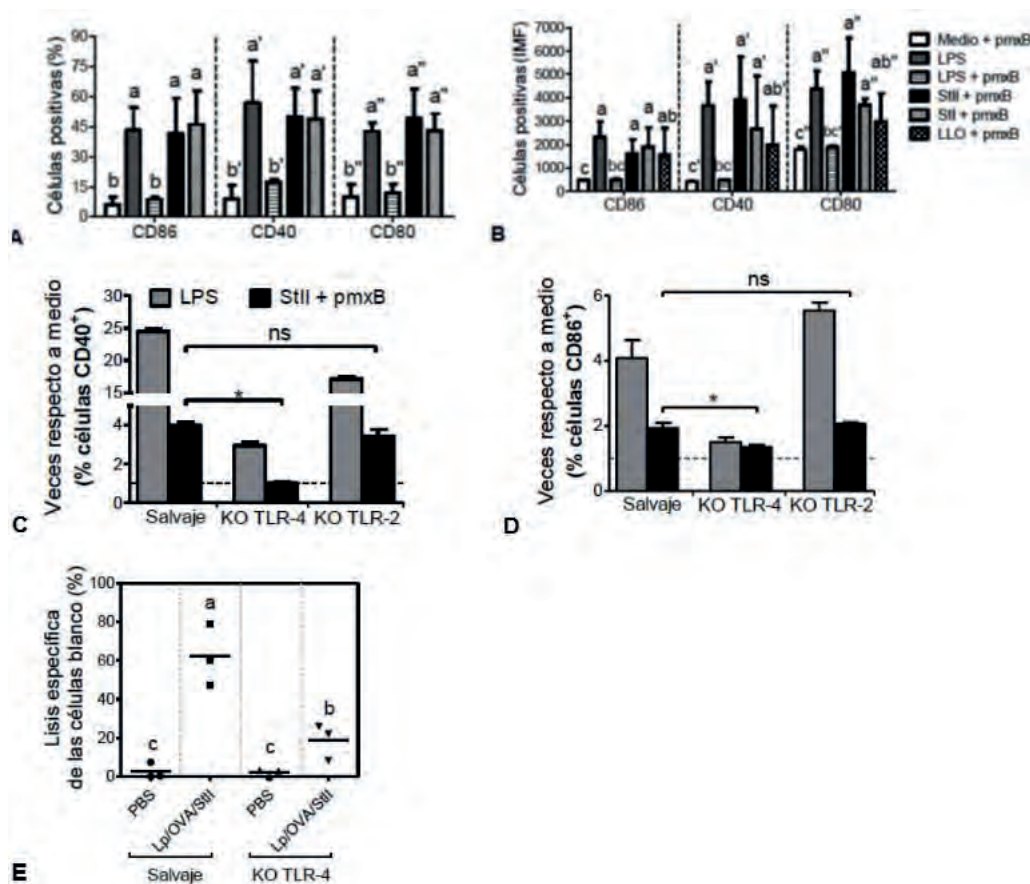 Células positivas (%)
90
75
60
45
30
15
0
b a b a a
b' a' b' a' a'
b" a" b" a" a"
CD86 CD40 CD80
A
Células positivas (IMF)
7000
6000
5000
4000
3000
2000
1000
0
c a bc a a ab
c' a' bc' a' a' ab'
c" a" bc" a" a" ab"
CD86 CD40 CD80
B
Medio + pmxB
LPS
LPS + pmxB
StII + pmxB
StI + pmxB
LLO + pmxB
Veces respecto a medio
(% células CD40+)
30
25
20
15
4
2
0
LPS StII + pmxB
ns
*
Salvaje KO TLR-4 KO TLR-2
C
Veces respecto a medio
(% células CD86+)
6
4
2
0
ns
*
Salvaje KO TLR-4 KO TLR-2
D
Lisis específica
de las células blanco (%)
100
80
60
40
20
0
c a c b
PBS Lp/OVA/StII PBS Lp/OVA/StII
Salvaje KO TLR-4
E